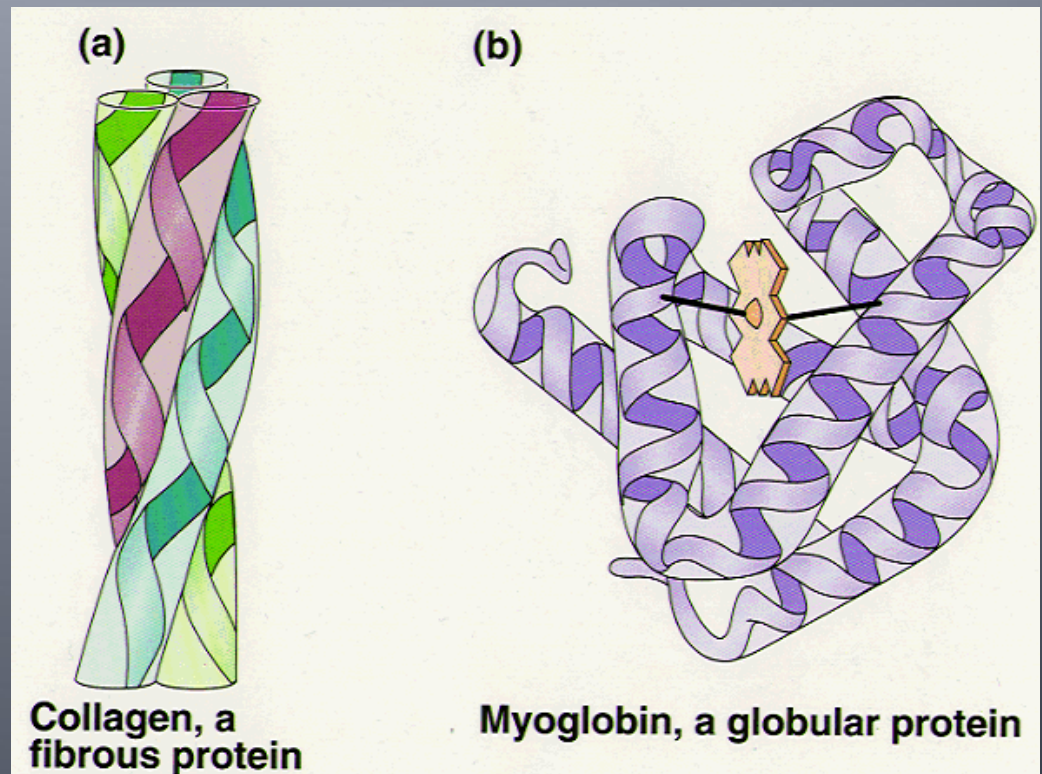 (a)
(b)
Collagen, a
fibrous protein
Myoglobin, a globular protein